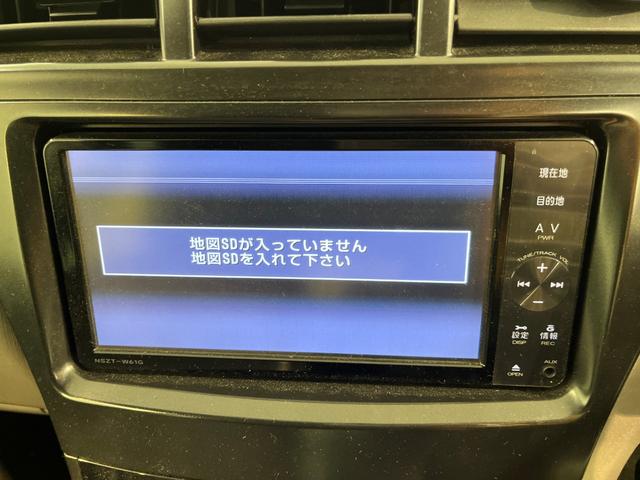 地図SDが入っていません
地図SDを入れて下さい
NSZT-W61G
現在地
目的地
AV
PWR
TUNE/TRACK VOL
+
−
設定 情報
DISP REC
OPEN
AUX